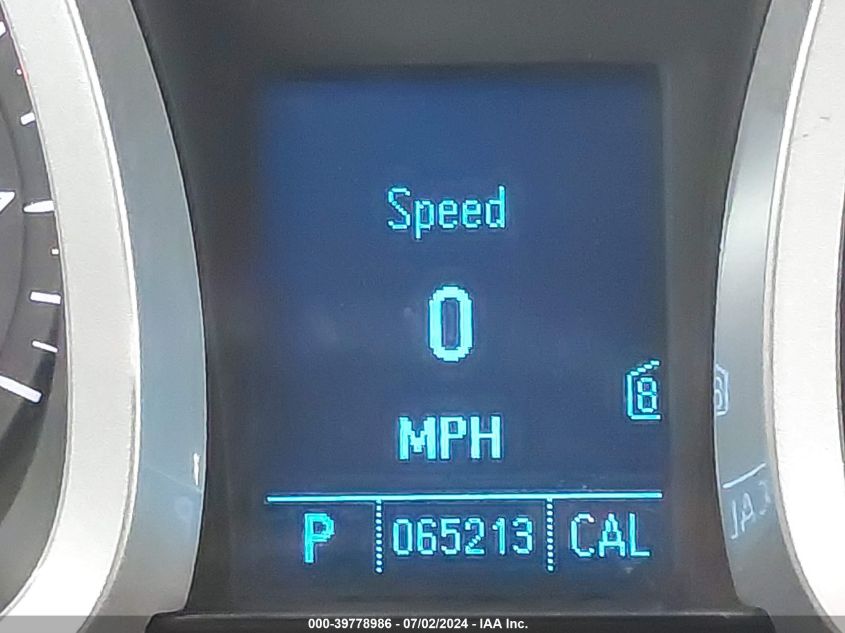 Speed
0
8
MPH
P 065213 CAL
000-39778986 - 07/02/2024 - IAA Inc.